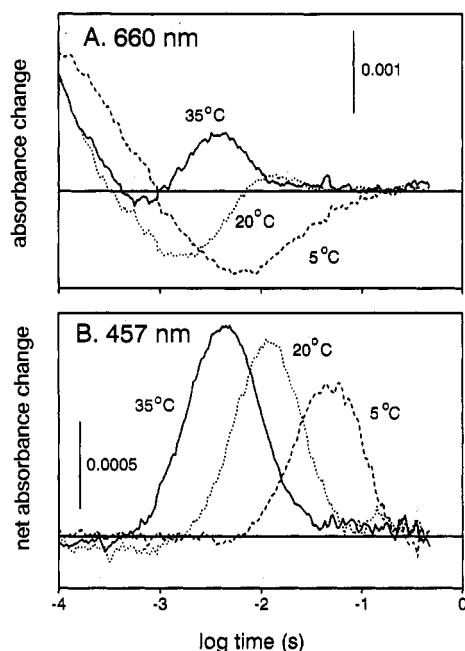 A. 660 nm
0.001
35°C
20°C
5°C
absorbance change
B. 457 nm
20°C
35°C
5°C
0.0005
net absorbance change
-4 -3 -2 -1 0
log time (s)